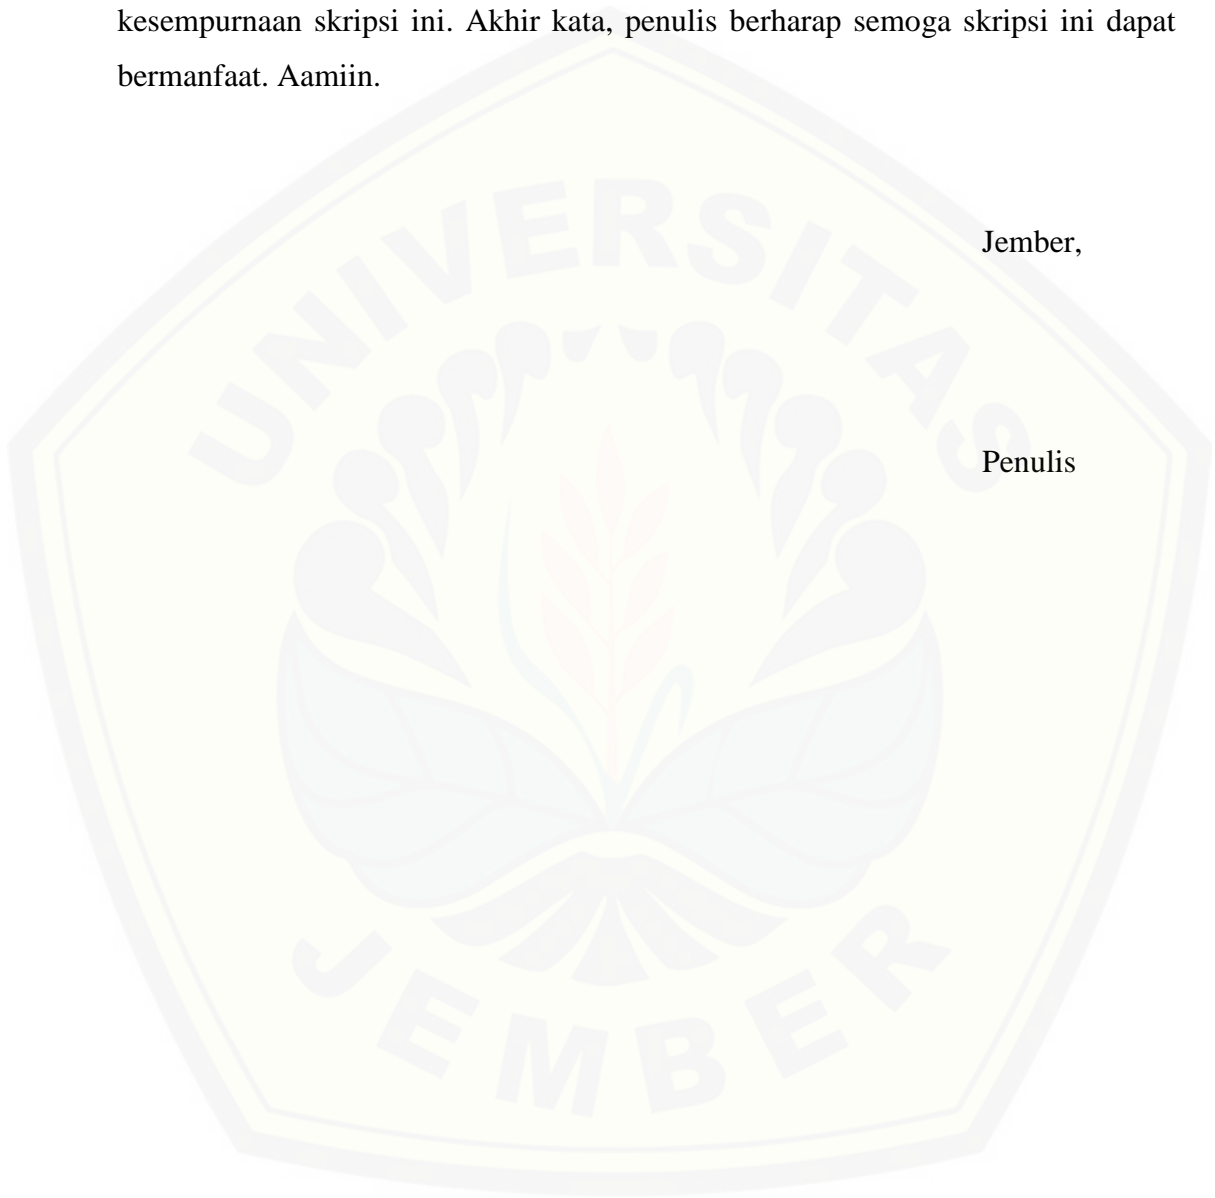 kesempurnaan skripsi ini. Akhir kata, penulis berharap semoga skripsi ini dapat
bermanfaat. Aamiin.
UNIVERSITAS
Jember,
Penulis
JEMBER